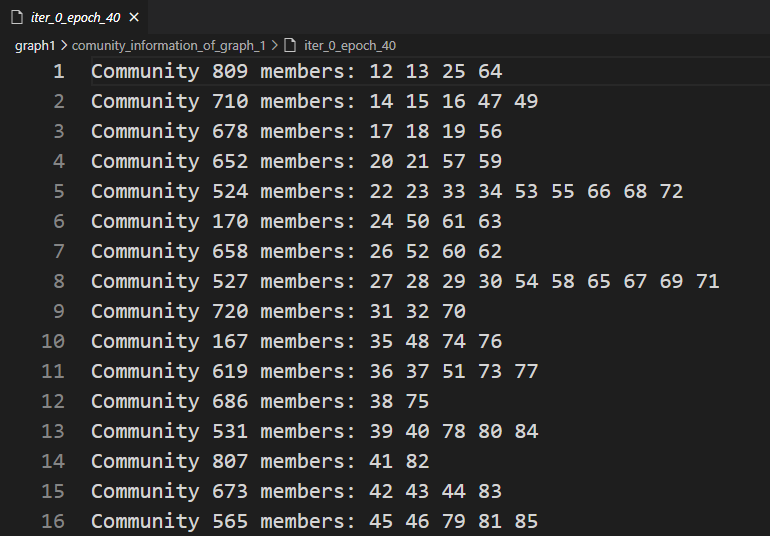 iter_0_epoch_40 ×
graph1 > comunity_information_of_graph_1 > iter_0_epoch_40
1 Community 809 members: 12 13 25 64
2 Community 710 members: 14 15 16 47 49
3 Community 678 members: 17 18 19 56
4 Community 652 members: 20 21 57 59
5 Community 524 members: 22 23 33 34 53 55 66 68 72
6 Community 170 members: 24 50 61 63
7 Community 658 members: 26 52 60 62
8 Community 527 members: 27 28 29 30 54 58 65 67 69 71
9 Community 720 members: 31 32 70
10 Community 167 members: 35 48 74 76
11 Community 619 members: 36 37 51 73 77
12 Community 686 members: 38 75
13 Community 531 members: 39 40 78 80 84
14 Community 807 members: 41 82
15 Community 673 members: 42 43 44 83
16 Community 565 members: 45 46 79 81 85